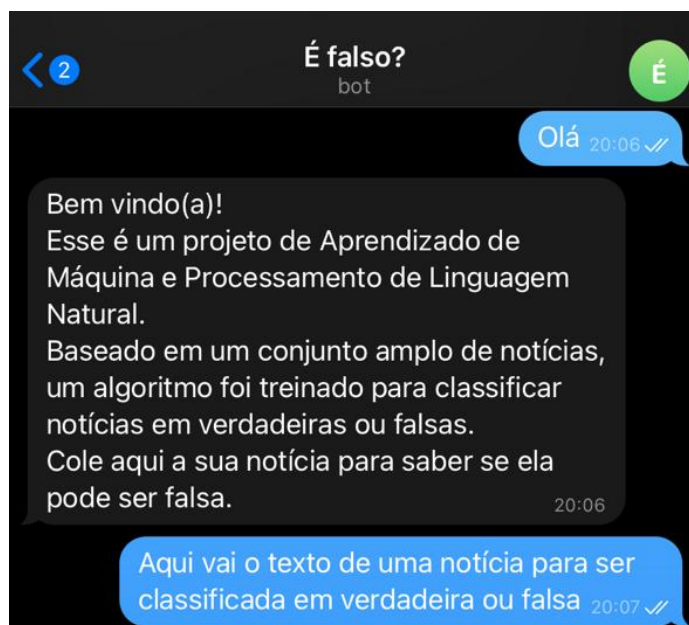 2
É falso?
bot
É
Olá 20:06
Bem vindo(a)!
Esse é um projeto de Aprendizado de
Máquina e Processamento de Linguagem
Natural.
Baseado em um conjunto amplo de notícias,
um algoritmo foi treinado para classificar
notícias em verdadeiras ou falsas.
Cole aqui a sua notícia para saber se ela
pode ser falsa. 20:06
Aqui vai o texto de uma notícia para ser
classificada em verdadeira ou falsa 20:07